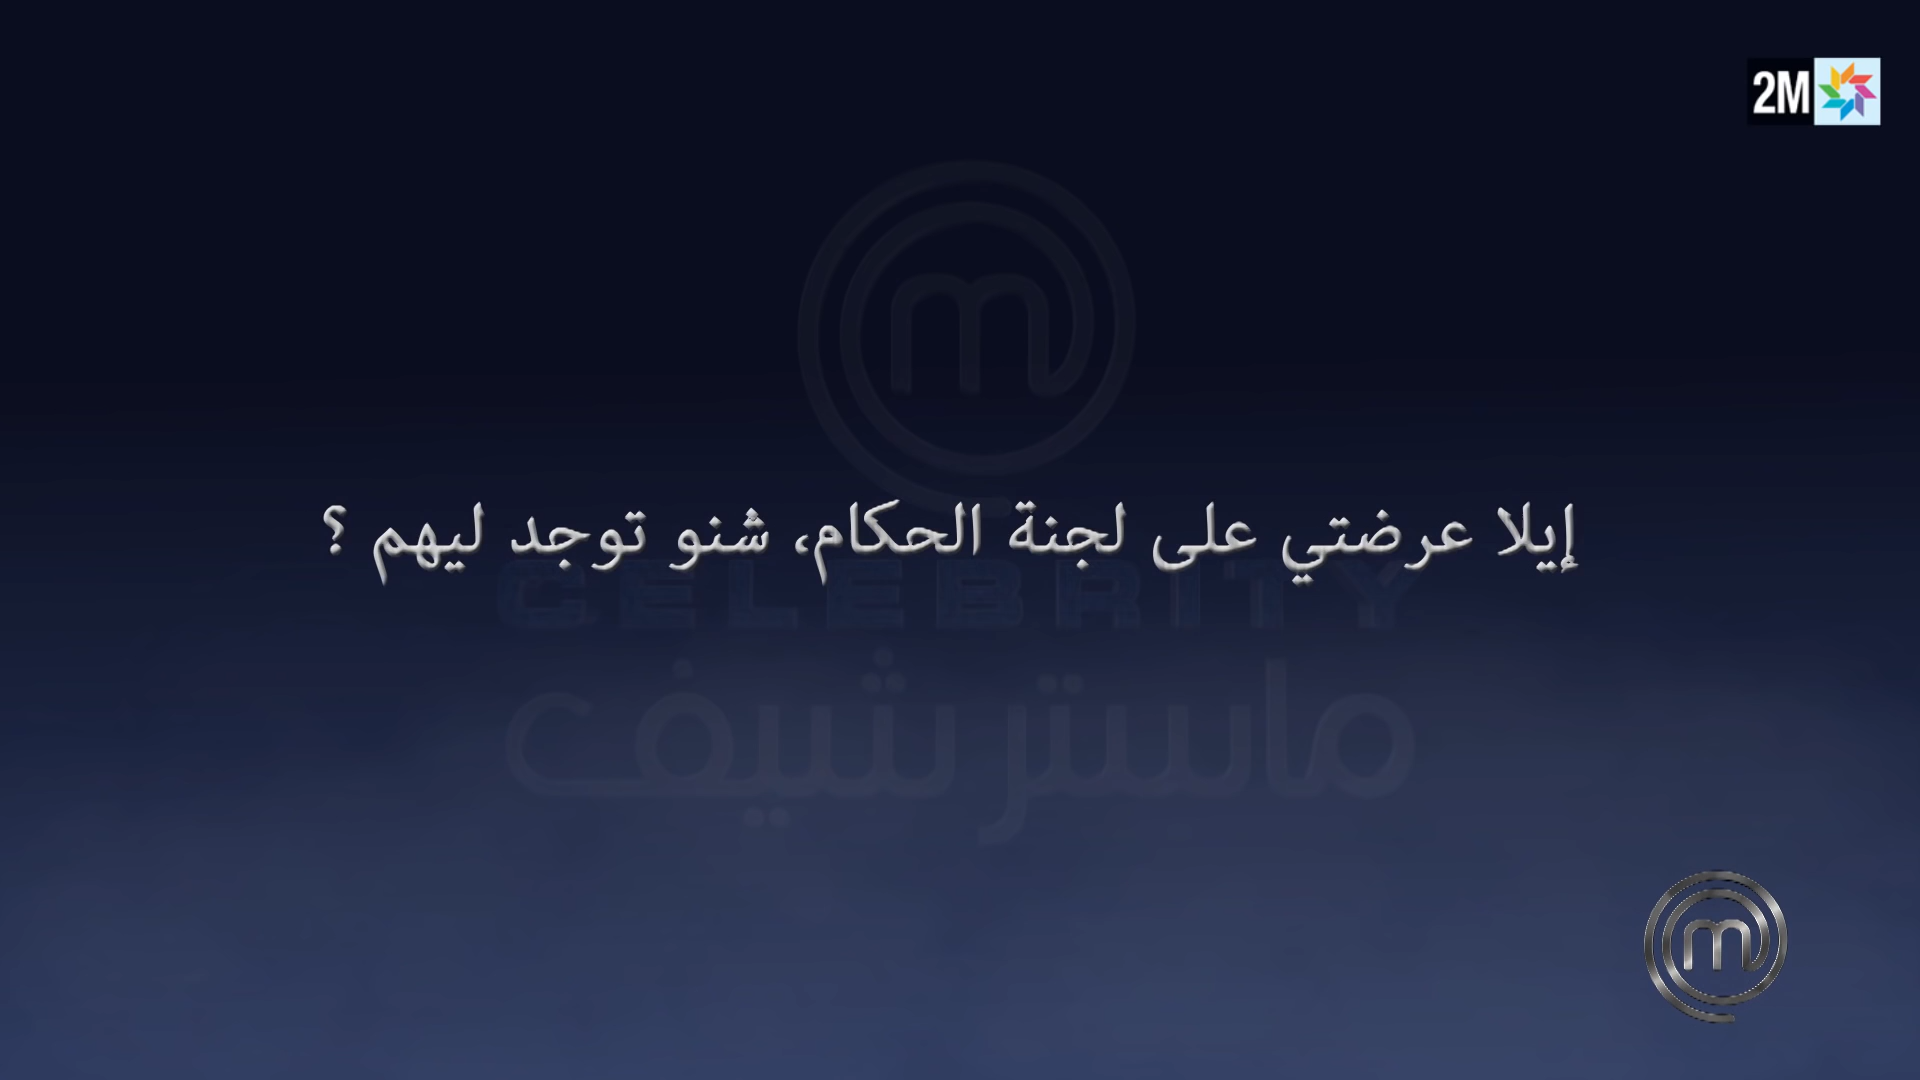 2M
إيلا عرضتي على لجنة الحكام، شنو توجد ليهم ؟
CELEBRITY
ماستر شيف